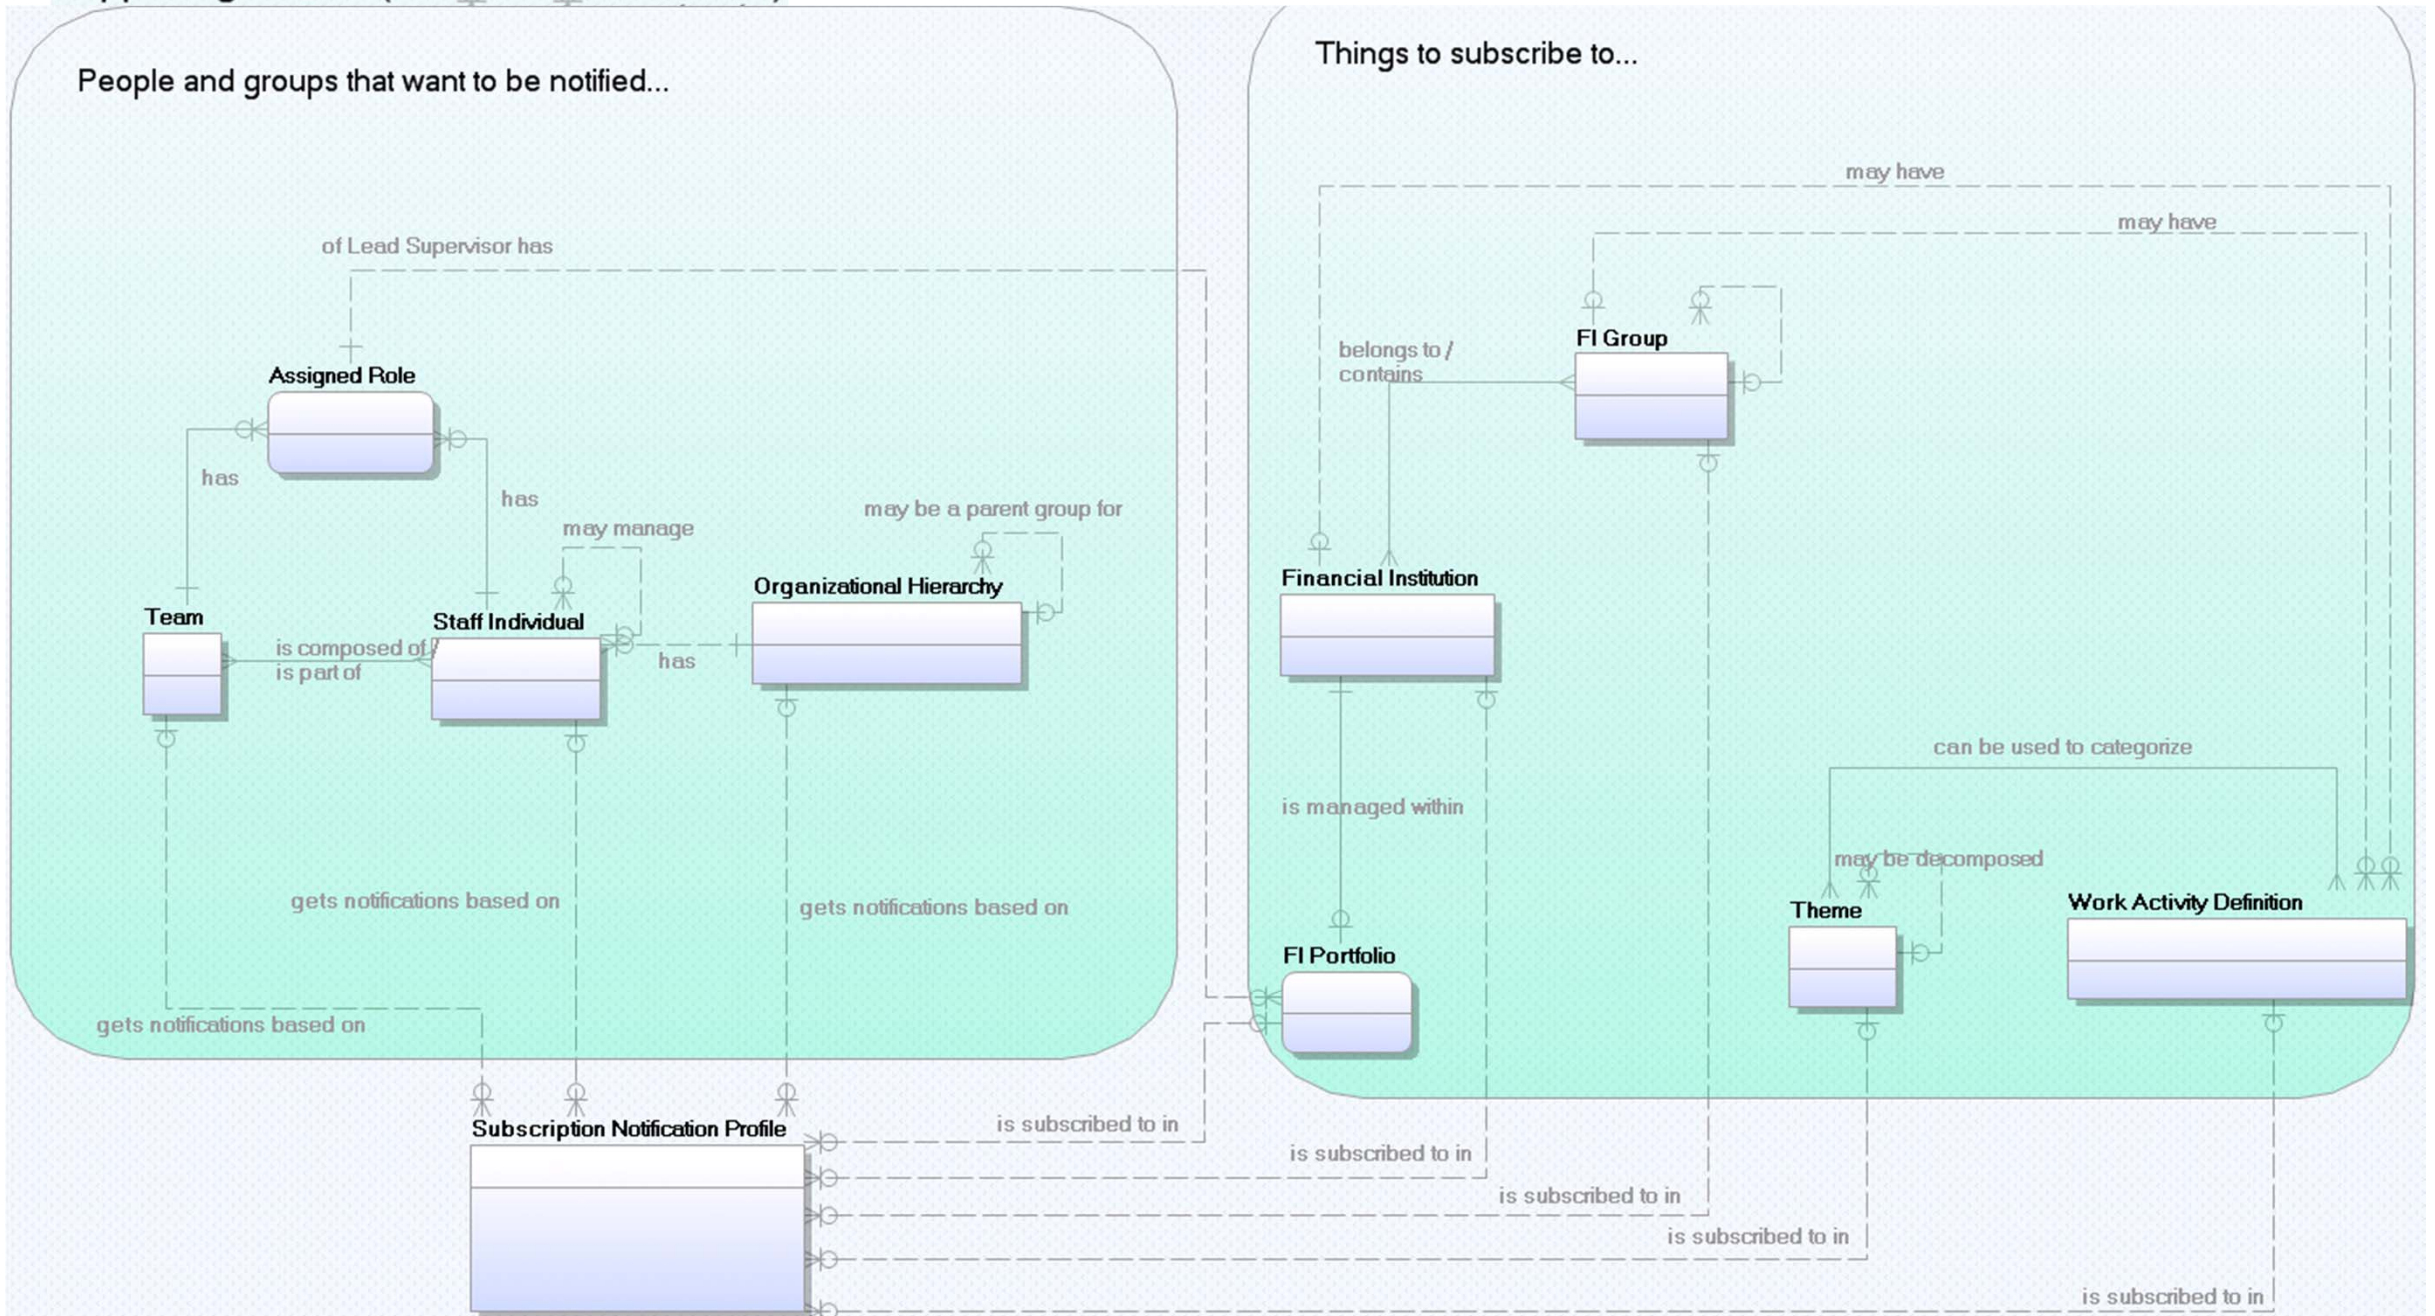 People and groups that want to be notified...
Things to subscribe to...
may have
may have
of Lead Supervisor has
FI Group
belongs to /
contains
Assigned Role
has
has
may manage
may be a parent group for
Organizational Hierarchy
Financial Institution
Team
Staff Individual
is composed of /
is part of
has
can be used to categorize
is managed within
may be decomposed
gets notifications based on
gets notifications based on
Theme
Work Activity Definition
FI Portfolio
gets notifications based on
Subscription Notification Profile
is subscribed to in
is subscribed to in
is subscribed to in
is subscribed to in
is subscribed to in